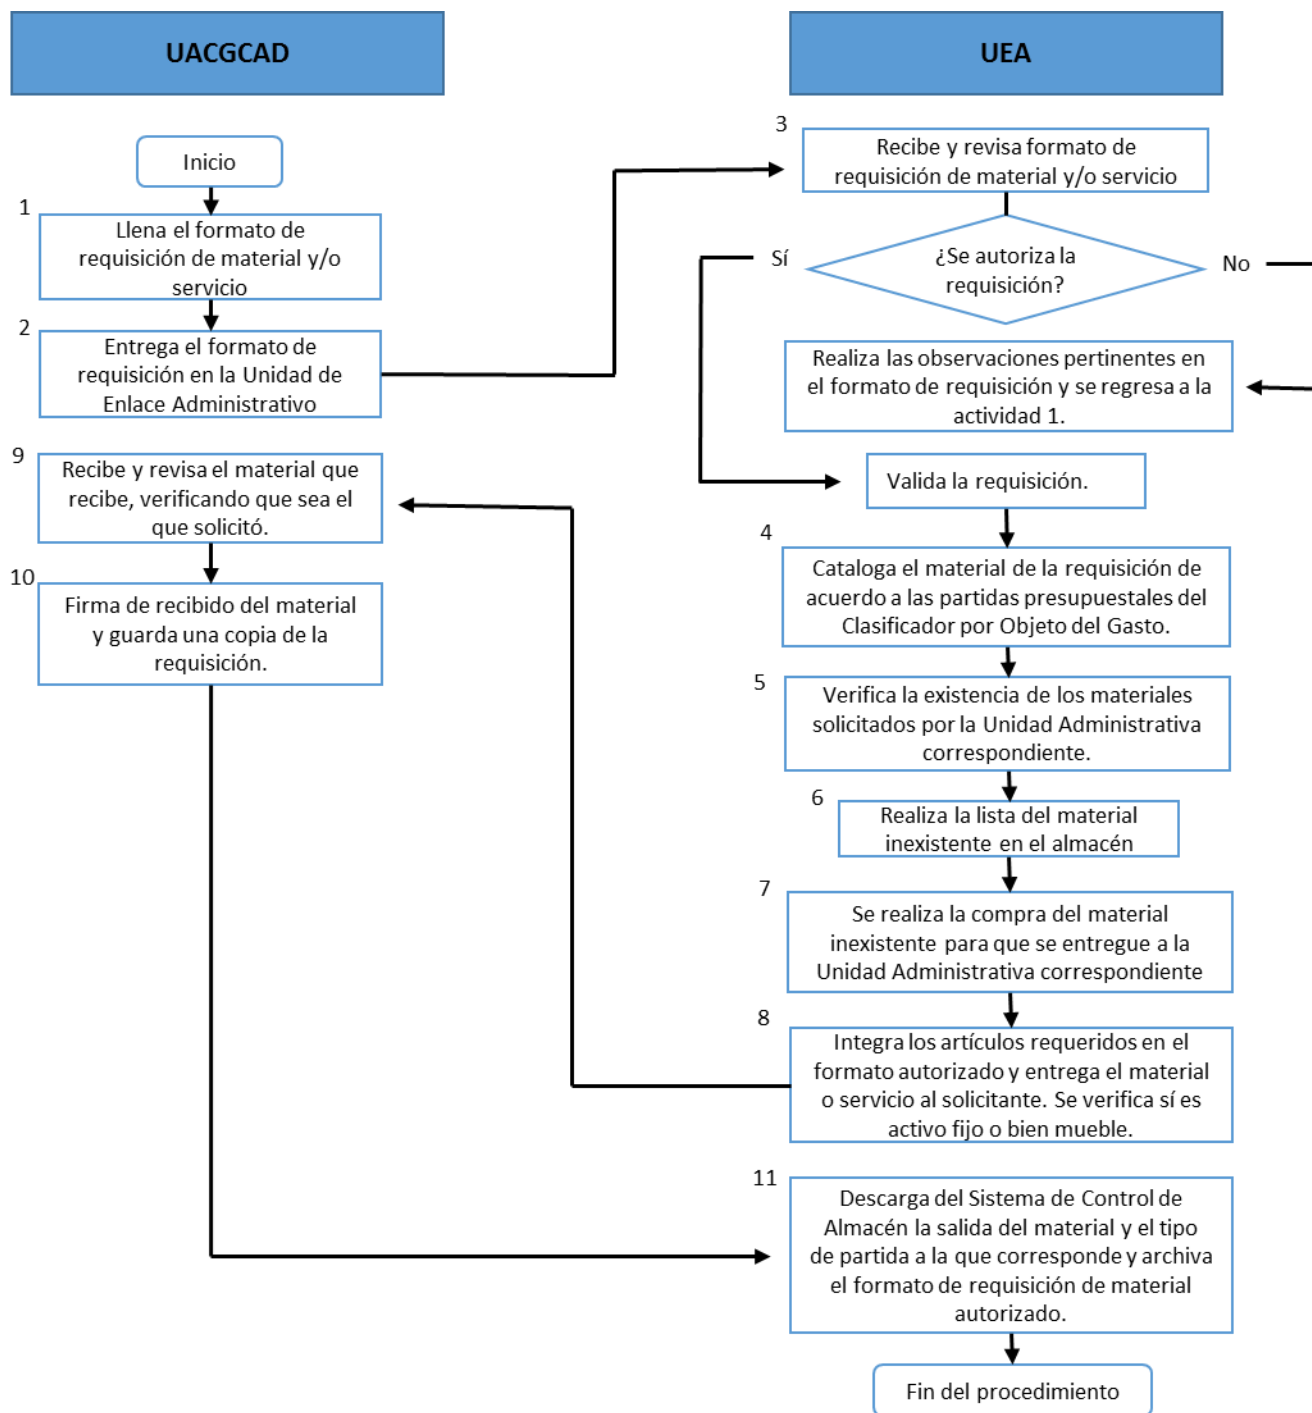 UACGCAD
UEA
Inicio
1
Llena el formato de
requisición de material y/o
servicio
2
Entrega el formato de
requisición en la Unidad de
Enlace Administrativo
3
Recibe y revisa formato de
requisición de material y/o servicio
¿Se autoriza la
requisición?
Sí
No
Realiza las observaciones pertinentes en
el formato de requisición y se regresa a la
actividad 1.
Valida la requisición.
4
Cataloga el material de la requisición de
acuerdo a las partidas presupuestales del
Clasificador por Objeto del Gasto.
5
Verifica la existencia de los materiales
solicitados por la Unidad Administrativa
correspondiente.
6
Realiza la lista del material
inexistente en el almacén
7
Se realiza la compra del material
inexistente para que se entregue a la
Unidad Administrativa correspondiente
8
Integra los artículos requeridos en el
formato autorizado y entrega el material
o servicio al solicitante. Se verifica sí es
activo fijo o bien mueble.
9
Recibe y revisa el material que
recibe, verificando que sea el
que solicitó.
10
Firma de recibido del material
y guarda una copia de la
requisición.
11
Descarga del Sistema de Control de
Almacén la salida del material y el tipo
de partida a la que corresponde y archiva
el formato de requisición de material
autorizado.
Fin del procedimiento